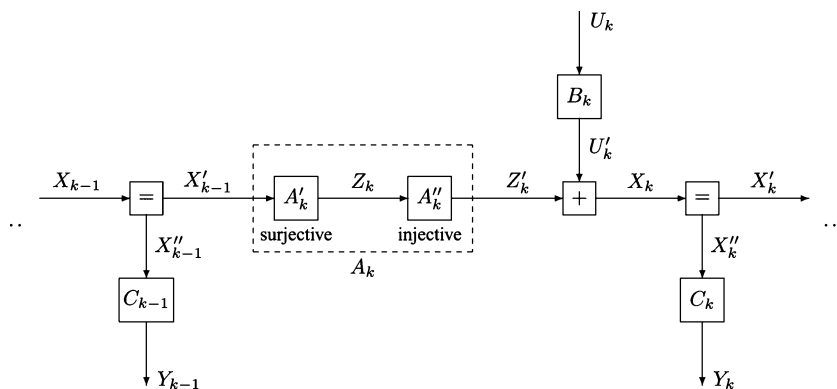 U_k
B_k
U'_k
X_{k-1} = X'_{k-1} A'_k Z_k A''_k Z'_k + X_k = X'_k
.. surjective injective ..
X''_{k-1} A_k X''_k
C_{k-1} C_k
Y_{k-1} Y_k